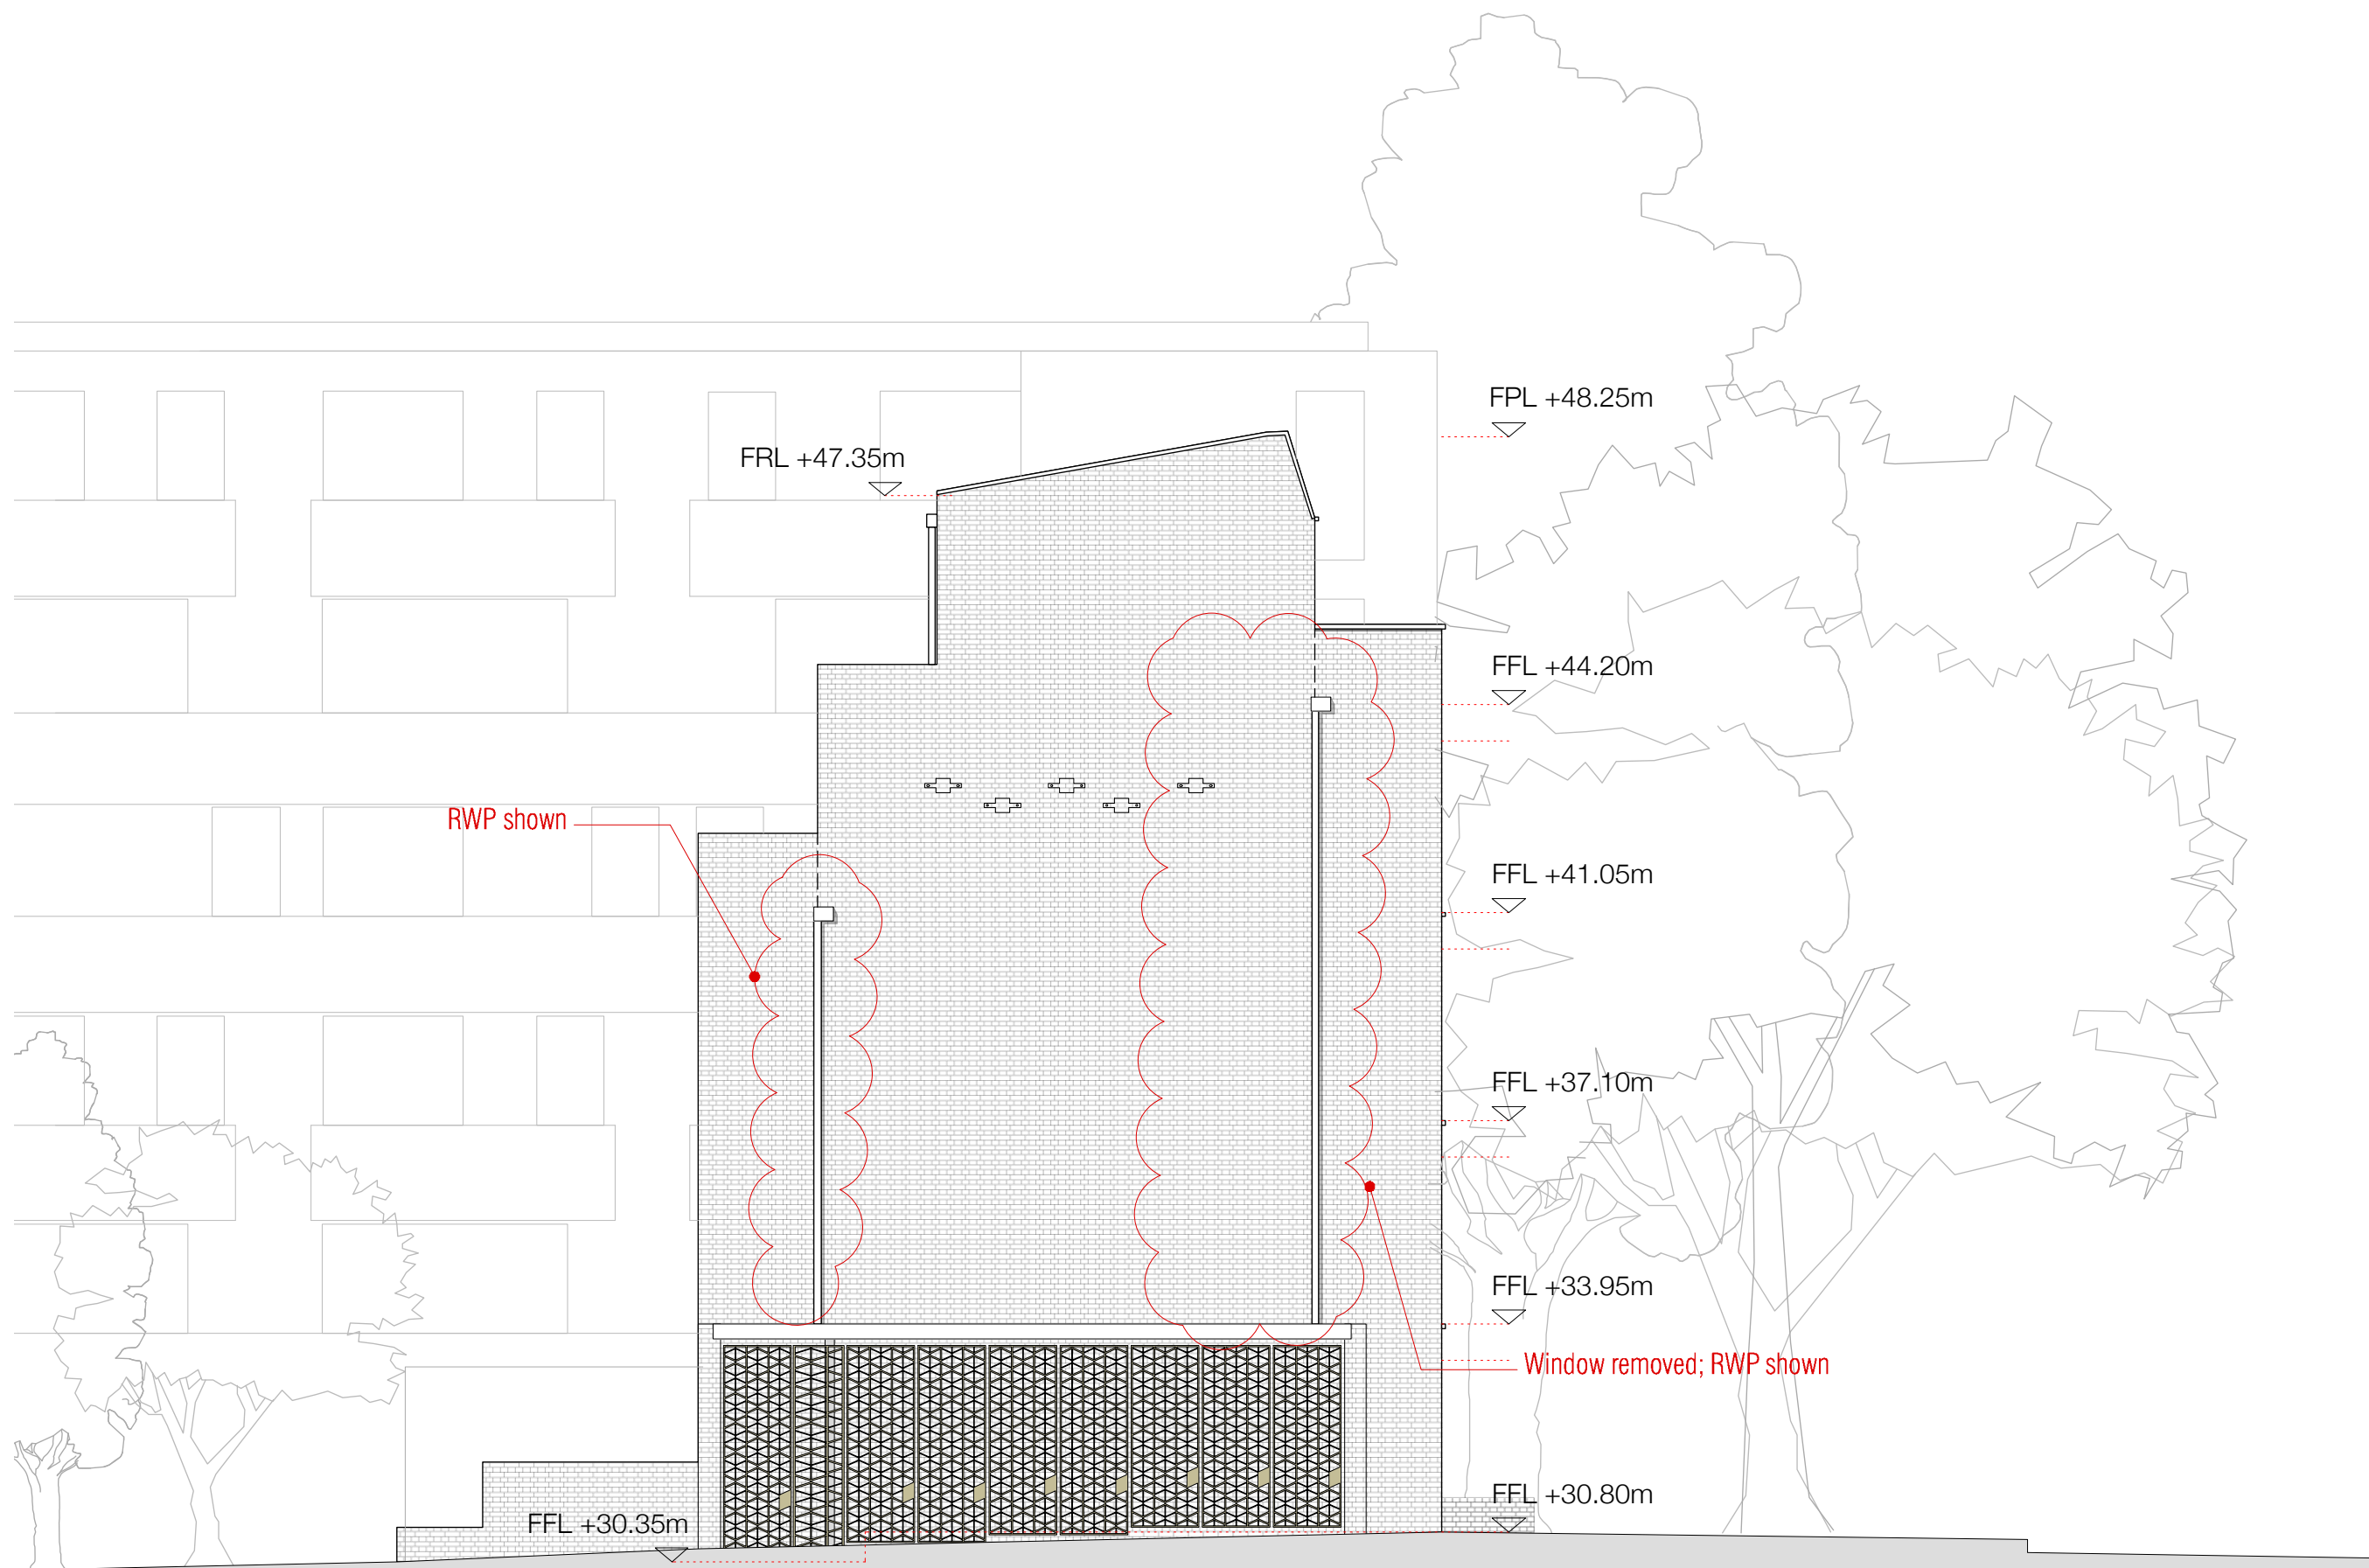 FPL +48.25m
FRL +47.35m
FFL +44.20m
RWP shown
FFL +41.05m
FFL +37.10m
FFL +33.95m
Window removed; RWP shown
FFL +30.80m
FFL +30.35m